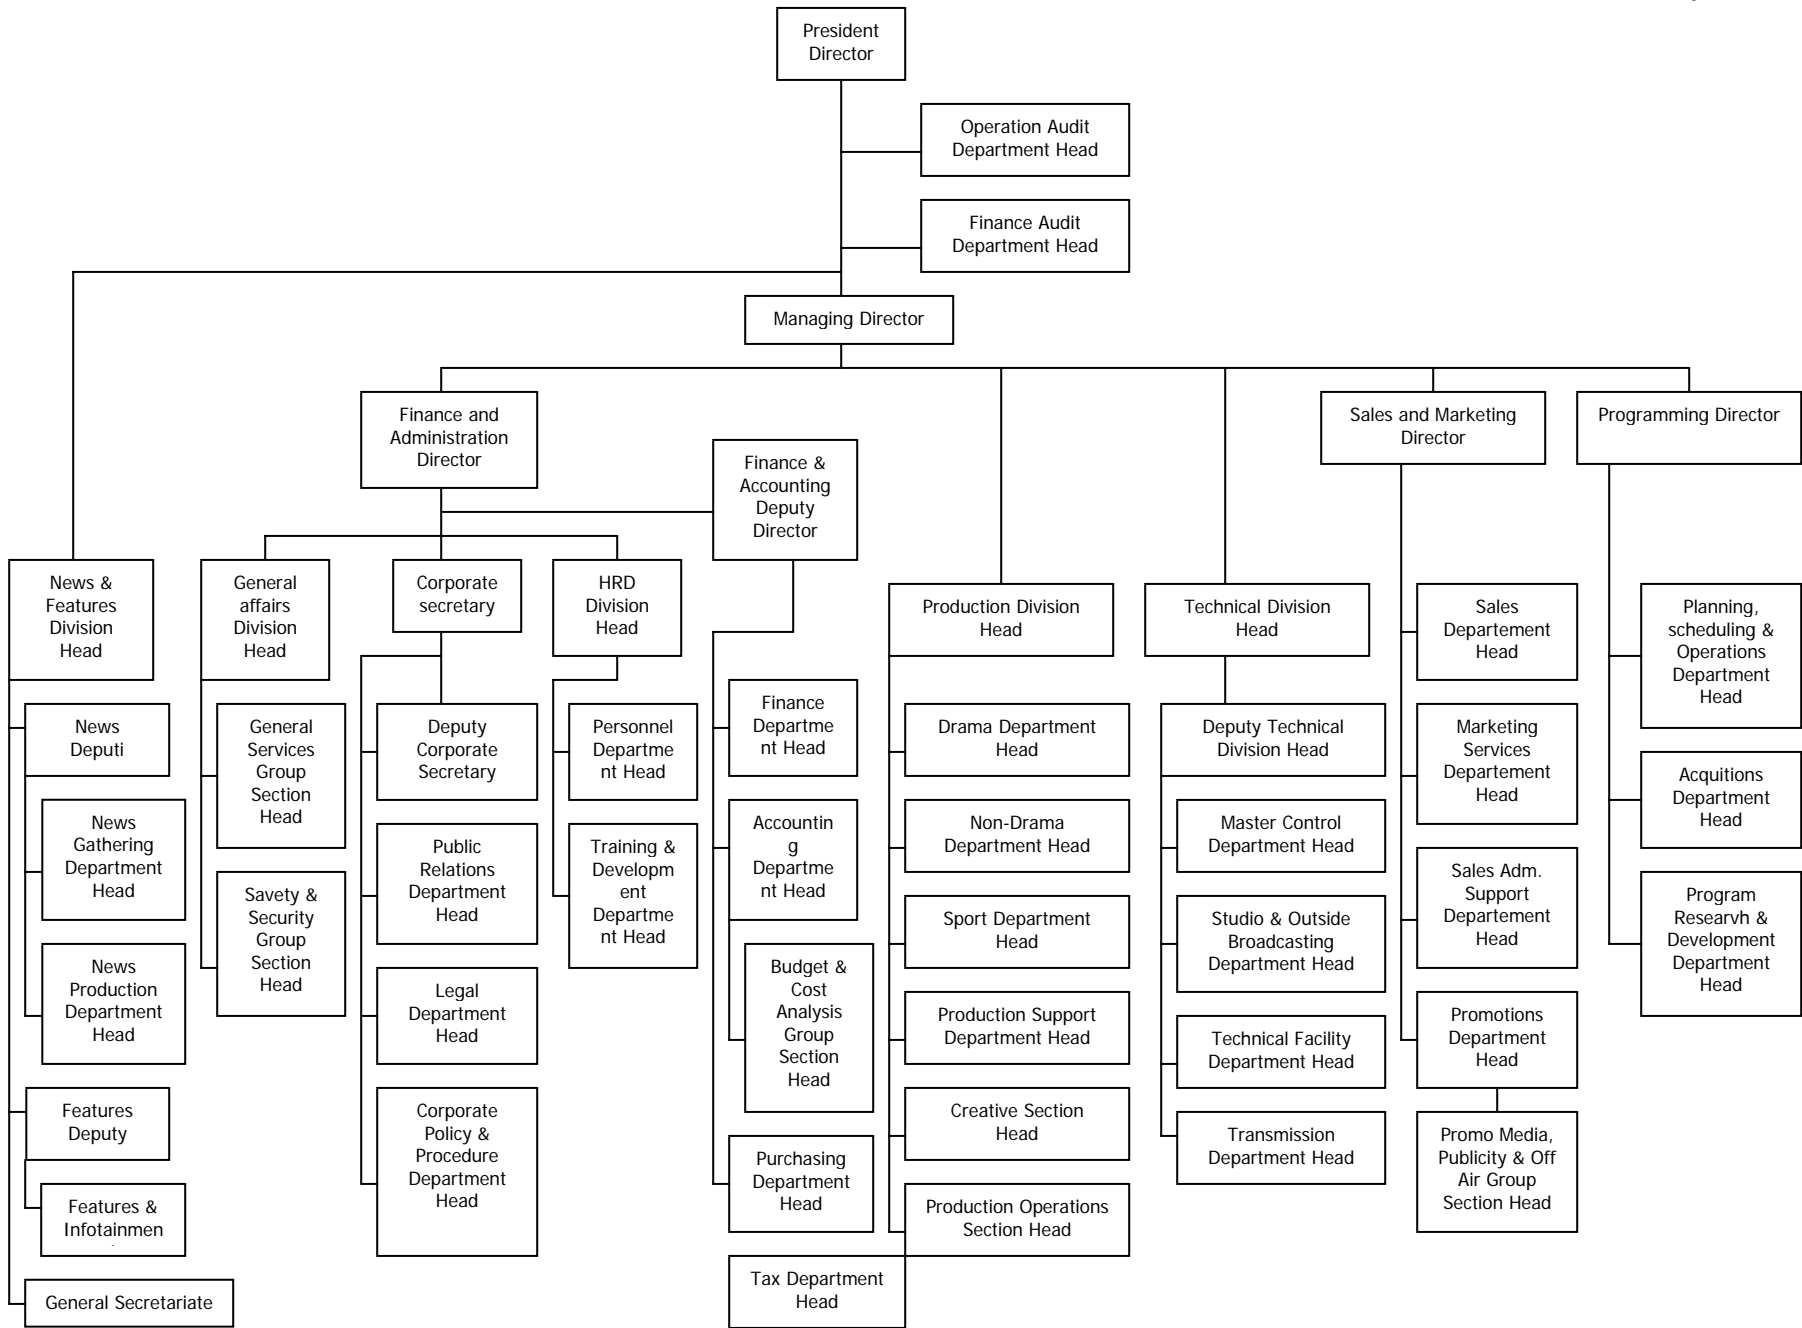 President
Director
Operation Audit
Department Head
Finance Audit
Department Head
Managing Director
Finance and
Administration
Director
Finance &
Accounting
Deputy
Director
Sales and Marketing
Director
Programming Director
News &
Features
Division
Head
General
affairs
Division
Head
Corporate
secretary
HRD
Division
Head
Production Division
Head
Technical Division
Head
News
Deputi
News
Gathering
Department
Head
News
Production
Department
Head
Features
Deputy
Features &
Infotainmen
General Secretariate
General
Services
Group
Section
Head
Savety &
Security
Group
Section
Head
Deputy
Corporate
Secretary
Public
Relations
Department
Head
Legal
Department
Head
Corporate
Policy &
Procedure
Department
Head
Personnel
Departme
nt Head
Training &
Developm
ent
Departme
nt Head
Finance
Departme
nt Head
Accountin
g
Departme
nt Head
Budget &
Cost
Analysis
Group
Section
Head
Purchasing
Department
Head
Tax Department
Head
Drama Department
Head
Non-Drama
Department Head
Sport Department
Head
Production Support
Department Head
Creative Section
Head
Production Operations
Section Head
Deputy Technical
Division Head
Master Control
Department Head
Studio & Outside
Broadcasting
Department Head
Technical Facility
Department Head
Transmission
Department Head
Sales
Departement
Head
Marketing
Services
Departement
Head
Sales Adm.
Support
Departement
Head
Promotions
Department
Head
Promo Media,
Publicity & Off
Air Group
Section Head
Planning,
scheduling &
Operations
Department
Head
Acquitions
Department
Head
Program
Researvh &
Development
Department
Head